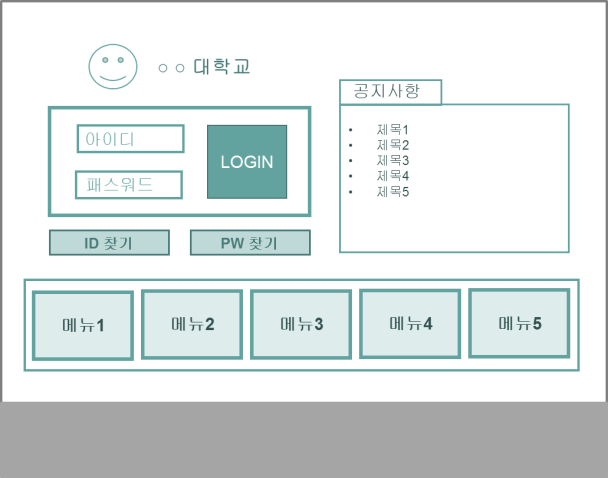 ○ ○ 대학교
아이디
패스워드
LOGIN
ID 찾기
PW 찾기
공지사항
• 제목1
• 제목2
• 제목3
• 제목4
• 제목5
메뉴1
메뉴2
메뉴3
메뉴4
메뉴5